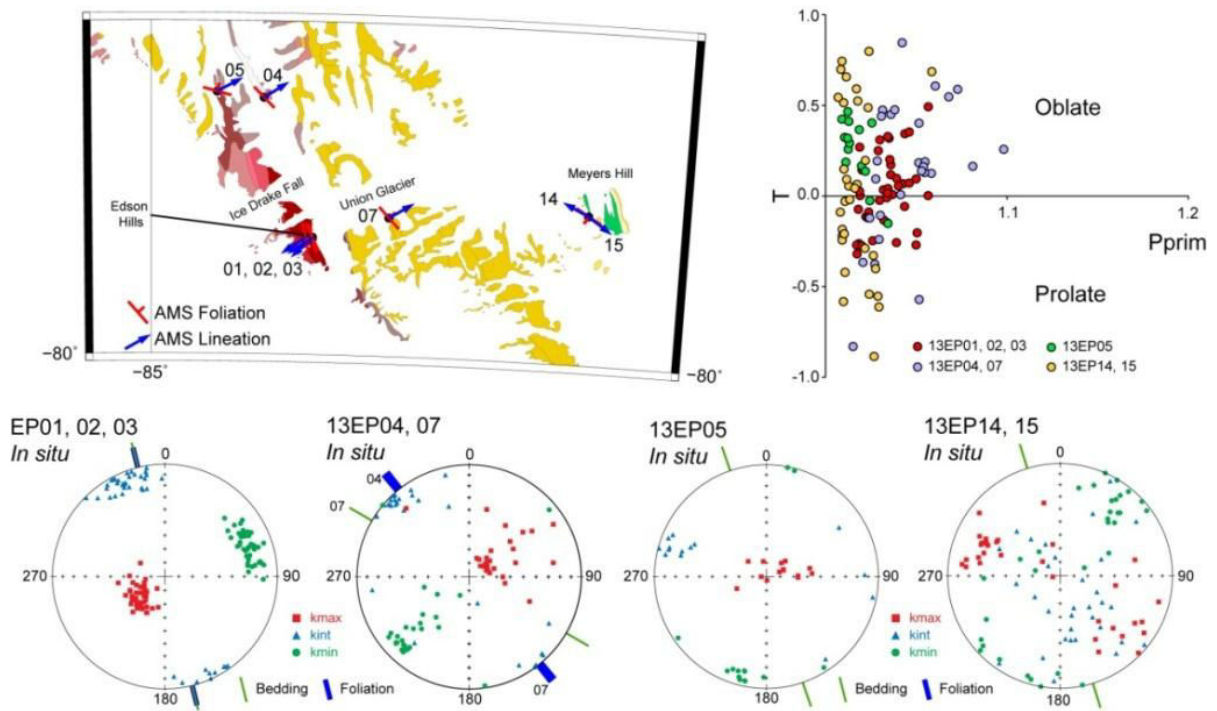 05
04
Edson
Hills
Ice Drake Fall
Union Glacier
07
01, 02, 03
Meyers Hill
14
15
AMS Foliation
AMS Lineation
−80°
−85°
−80°
1.0
0.5
0.0
-0.5
-1.0
T
Oblate
1.1
1.2
Pprim
Prolate
13EP01, 02, 03
13EP05
13EP04, 07
13EP14, 15
EP01, 02, 03
In situ
0
270
90
180
13EP04, 07
In situ
0
04
07
270
90
07
180
kmax
kint
kmin
Bedding
Foliation
13EP05
In situ
0
270
90
180
13EP14, 15
In situ
0
270
90
180
kmax
kint
kmin
Bedding
Foliation